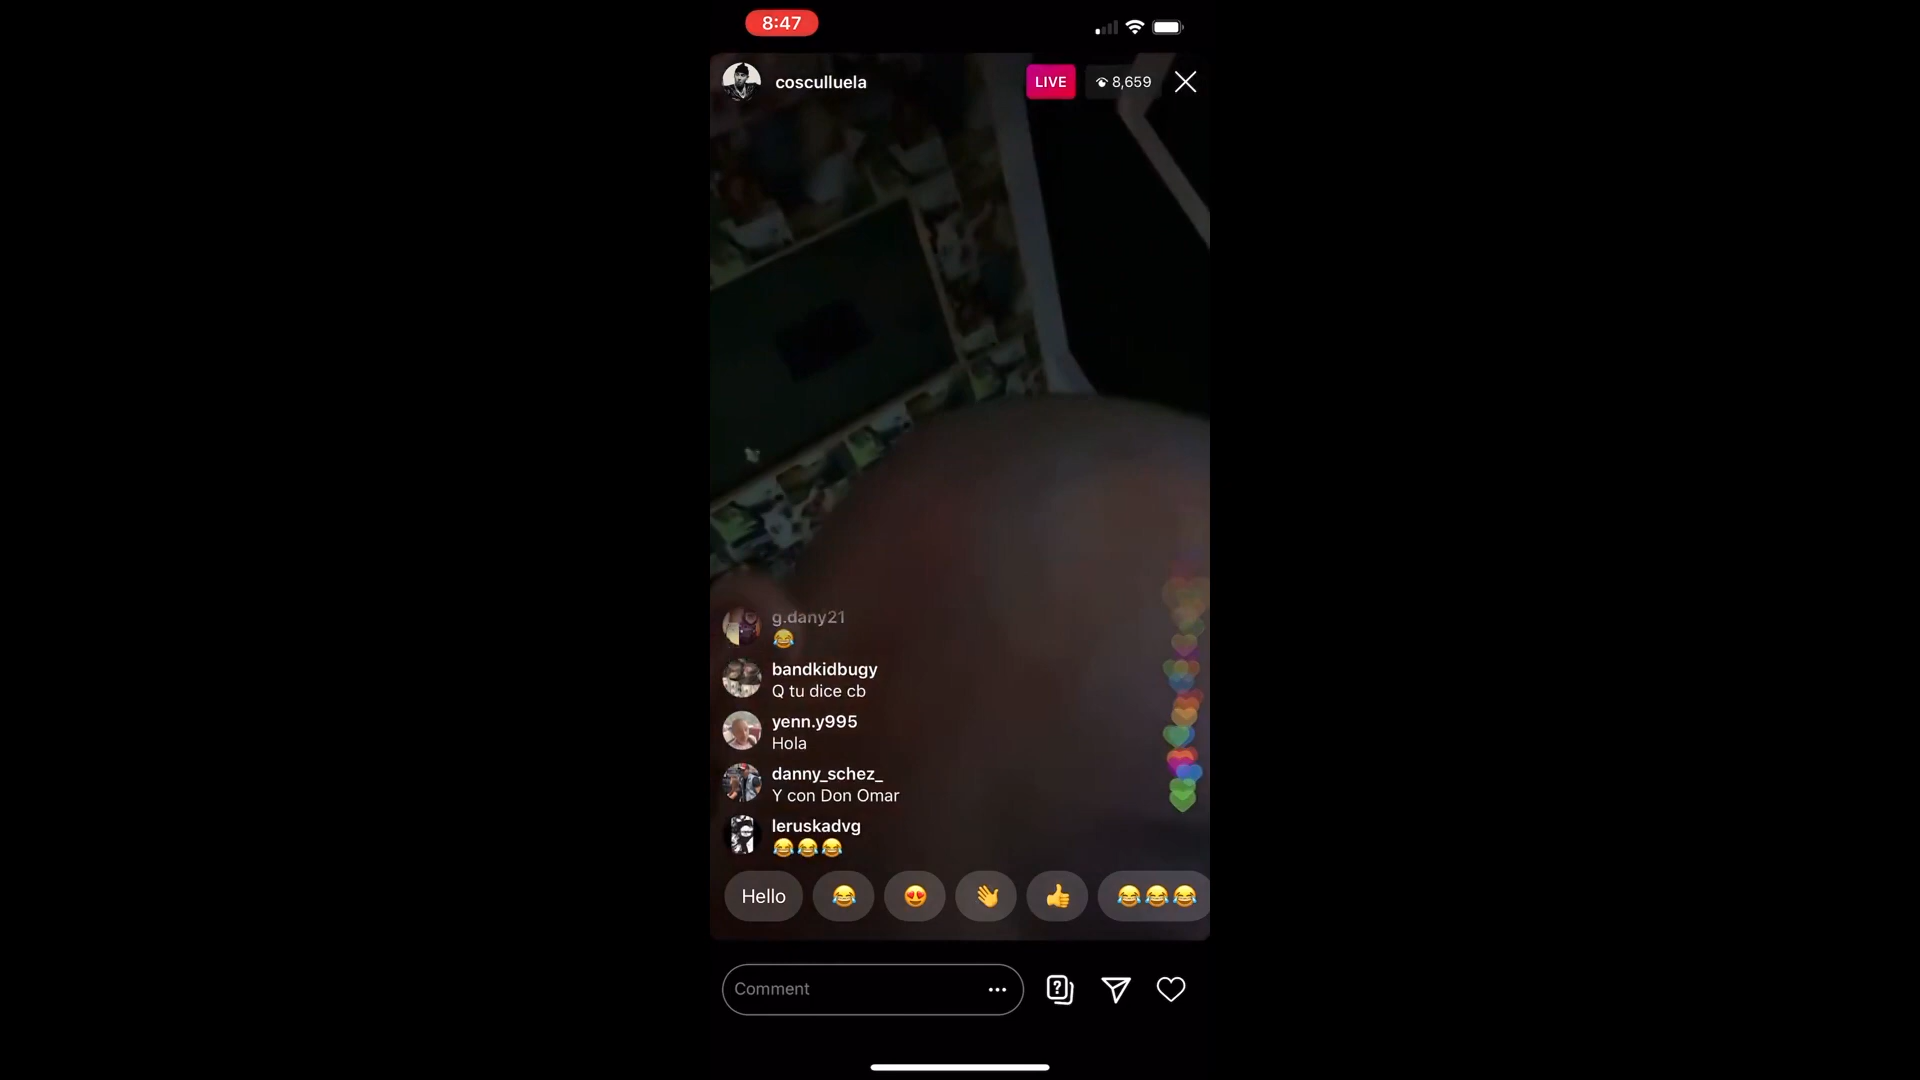 8:47
cosculluela
LIVE
8,659
g.dany21
😂
bandkidbugy
Q tu dice cb
yenn.y995
Hola
danny_schez_
Y con Don Omar
leruskadvg
😂😂😂
Hello 😂 😍 👋 👍 😂😂😂
Comment